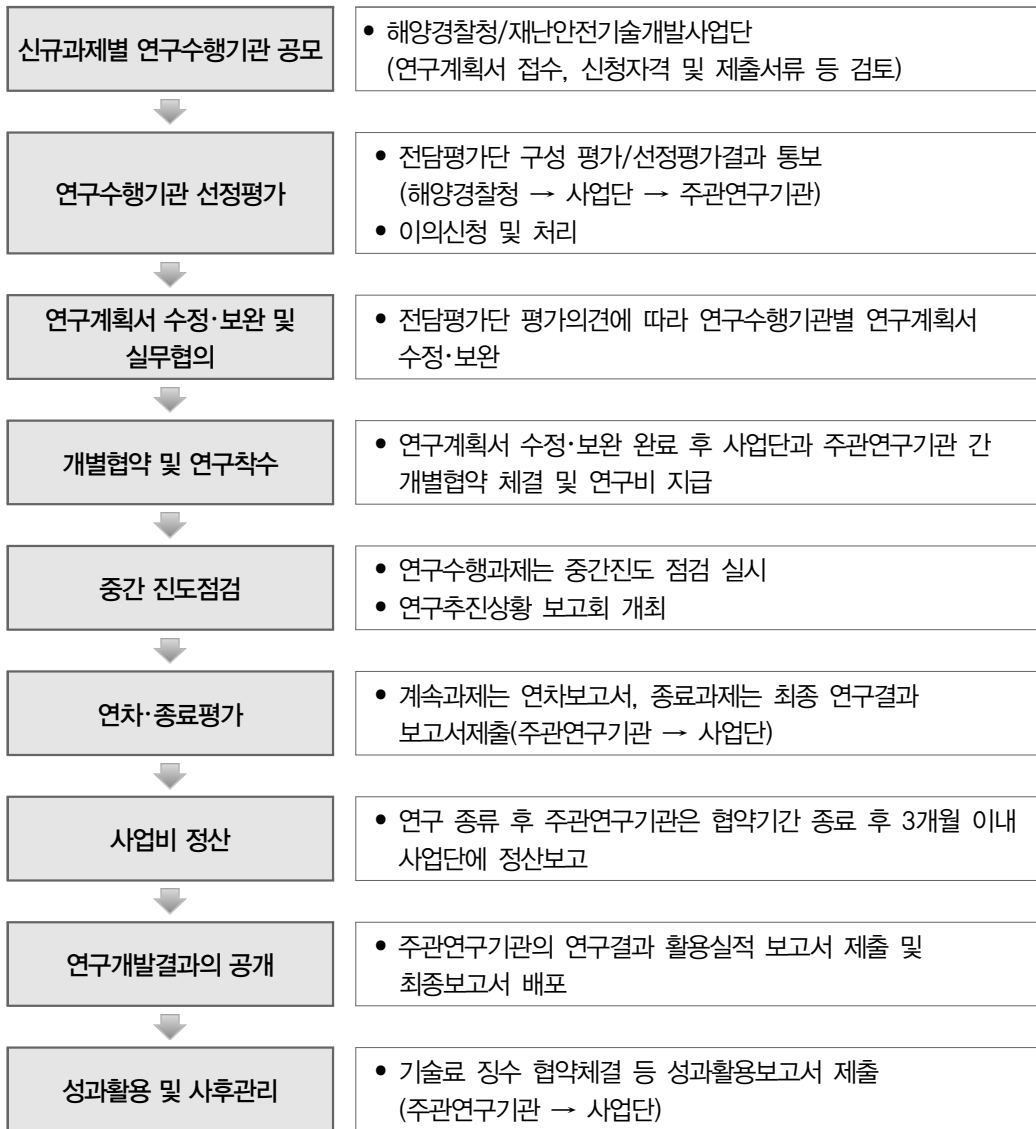 신규과제별 연구수행기관 공모
• 해양경찰청/재난안전기술개발사업단
(연구계획서 접수, 신청자격 및 제출서류 등 검토)
연구수행기관 선정평가
• 전담평가단 구성 평가/선정평가결과 통보
(해양경찰청 → 사업단 → 주관연구기관)
• 이의신청 및 처리
연구계획서 수정·보완 및
실무협의
• 전담평가단 평가의견에 따라 연구수행기관별 연구계획서
수정·보완
개별협약 및 연구착수
• 연구계획서 수정·보완 완료 후 사업단과 주관연구기관 간
개별협약 체결 및 연구비 지급
중간 진도점검
• 연구수행과제는 중간진도 점검 실시
• 연구추진상황 보고회 개최
연차·종료평가
• 계속과제는 연차보고서, 종료과제는 최종 연구결과
보고서제출(주관연구기관 → 사업단)
사업비 정산
• 연구 종류 후 주관연구기관은 협약기간 종료 후 3개월 이내
사업단에 정산보고
연구개발결과의 공개
• 주관연구기관의 연구결과 활용실적 보고서 제출 및
최종보고서 배포
성과활용 및 사후관리
• 기술료 징수 협약체결 등 성과활용보고서 제출
(주관연구기관 → 사업단)